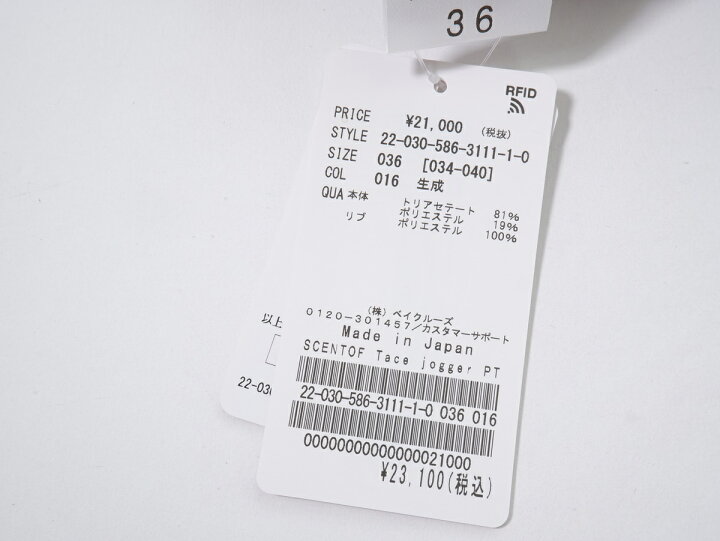 36
RFID
PRICE ¥21,000 (税抜)
STYLE 22-030-586-3111-1-0
SIZE 036 [034-040]
COL 016 生成
QUA 本体 トリアセテート 81%
ポリエステル 19%
リブ ポリエステル 100%
(株)ベイクルーズ
0120-301457/カスタマーサポート
Made in Japan
SCENTOF Tace jogger PT
22-030-586-3111-1-0 036 016
00000000000000021000
¥23,100(税込)
以上
22-030